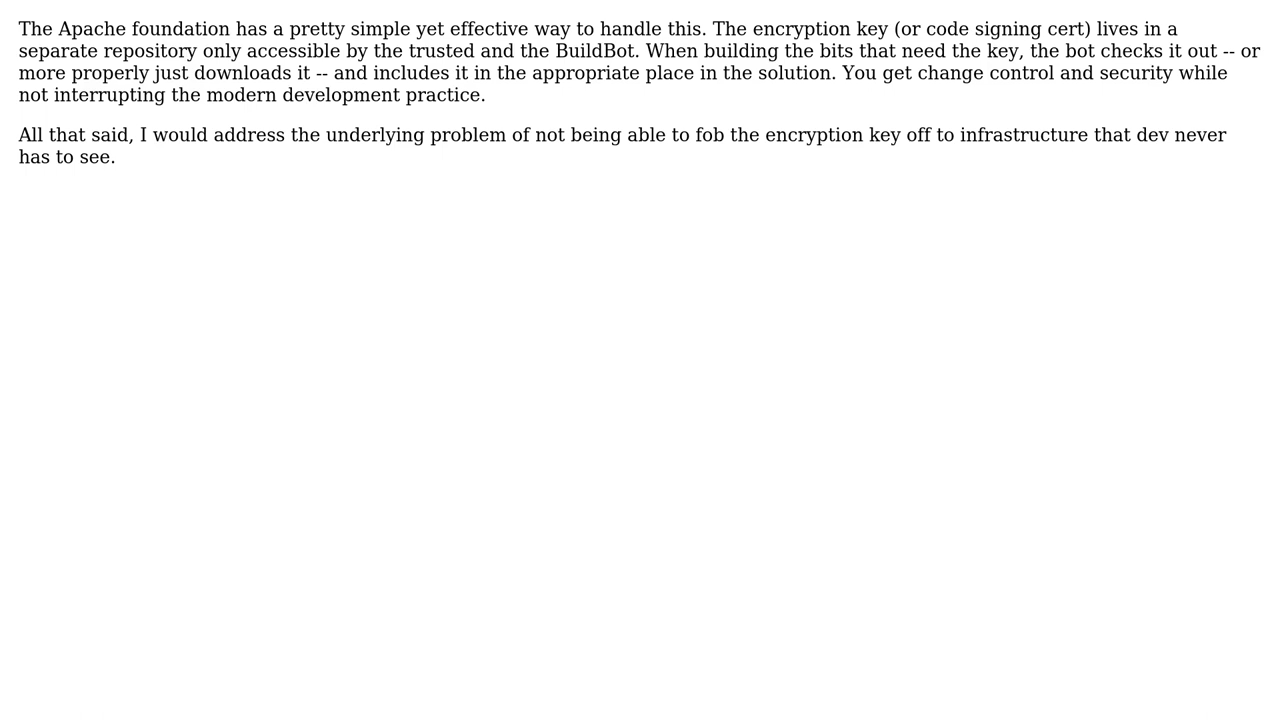 The Apache foundation has a pretty simple yet effective way to handle this. The encryption key (or code signing cert) lives in a
separate repository only accessible by the trusted and the BuildBot. When building the bits that need the key, the bot checks it out -- or
more properly just downloads it -- and includes it in the appropriate place in the solution. You get change control and security while
not interrupting the modern development practice.
All that said, I would address the underlying problem of not being able to fob the encryption key off to infrastructure that dev never
has to see.